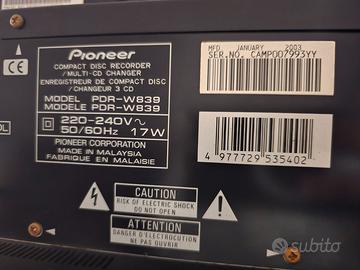 Pioneer
COMPACT DISC RECORDER
/MULTI-CD CHANGER
ENREGISTREUR DE COMPACT DISC
/CHANGEUR 3 CD
MODEL PDR-W839
MODELE PDR-W839
220-240V~
50/60Hz 17W
PIONEER CORPORATION
MADE IN MALAYSIA
FABRIQUE EN MALAISIE
CE
MFD JANUARY 2003
SER.NO. CAMP007993YY
4 977729 535402
CAUTION
RISK OF ELECTRIC SHOCK
DO NOT OPEN
ATTENTION
DANGER D'ELECTROCUTION
NE PAS OUVRIR
subito